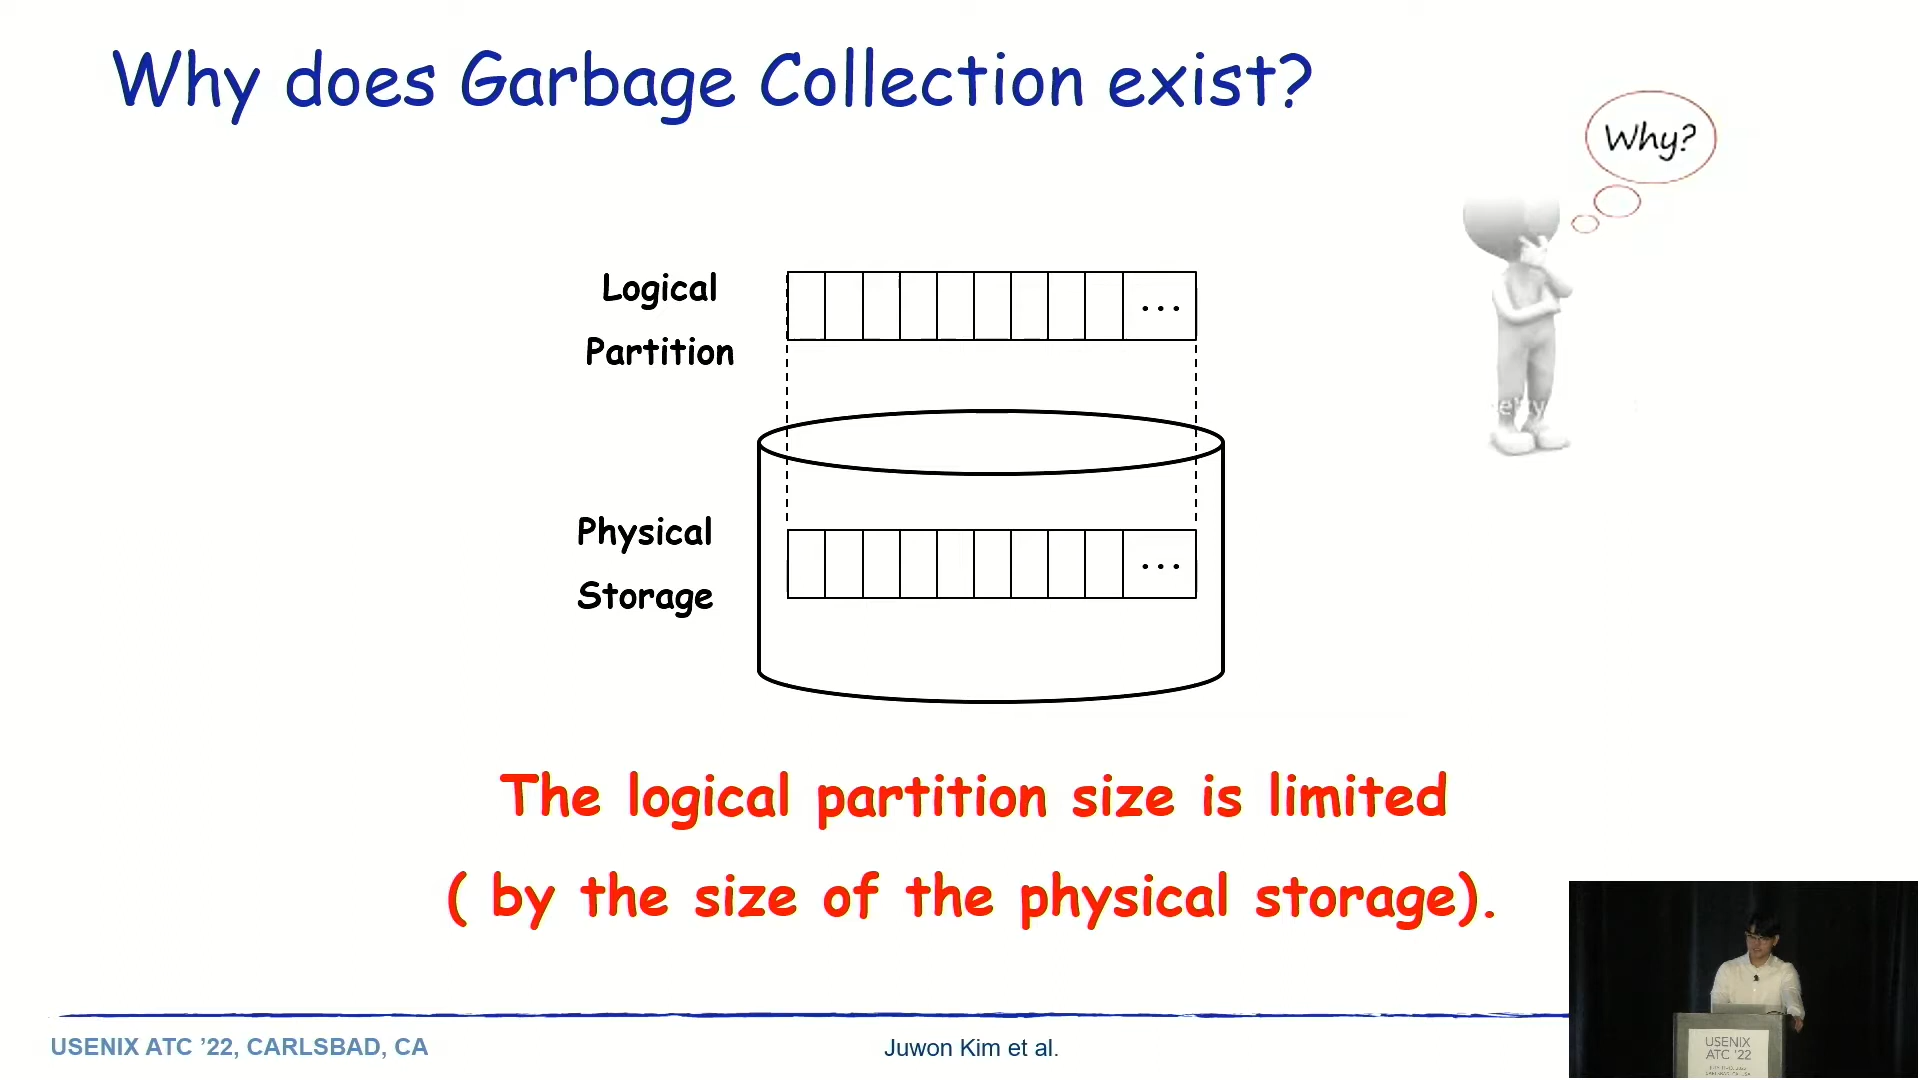 Why does Garbage Collection exist?
Why?
Logical
Partition
...
Physical
Storage
...
The logical partition size is limited
( by the size of the physical storage).
USENIX ATC ’22, CARLSBAD, CA
Juwon Kim et al.
USENIX
ATC '22